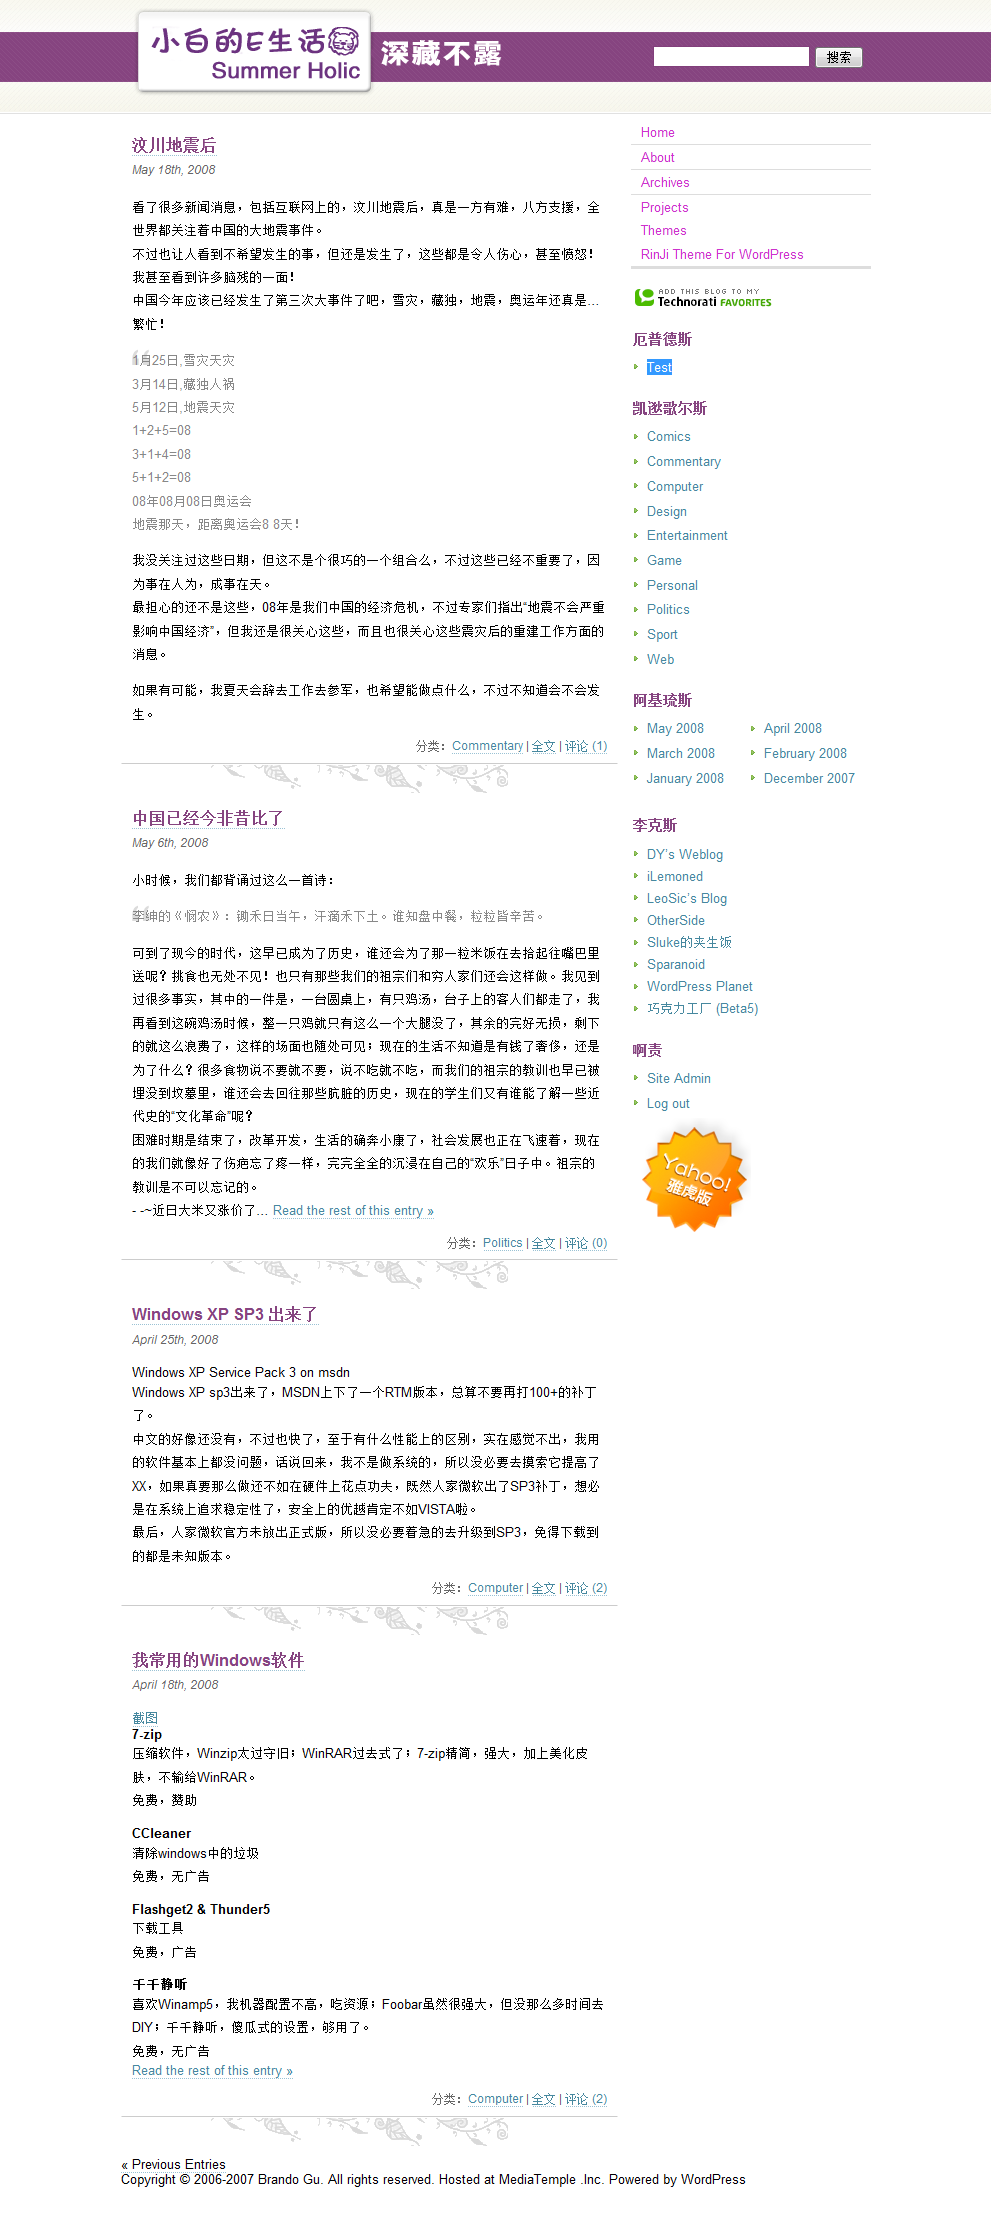 小白的E生活
Summer Holic
深藏不露
搜索
汶川地震后
May 18th, 2008
看了很多新闻消息，包括互联网上的，汶川地震后，真是一方有难，八方支援，全
世界都关注着中国的大地震事件。
不过也让人看到不希望发生的事，但还是发生了，这些都是令人伤心，甚至愤怒！
我甚至看到许多脑残的一面！
中国今年应该已经发生了第三次大事件了吧，雪灾，藏独，地震，奥运年还真是…
繁忙！
1月25日,雪灾天灾
3月14日,藏独人祸
5月12日,地震天灾
1+2+5=08
3+1+4=08
5+1+2=08
08年08月08日奥运会
地震那天，距离奥运会8 8天！
我没关注过这些日期，但这不是个很巧的一个组合么，不过这些已经不重要了，因
为事在人为，成事在天。
最担心的还不是这些，08年是我们中国的经济危机，不过专家们指出“地震不会严重
影响中国经济”，但我还是很关心这些，而且也很关心这些震灾后的重建工作方面的
消息。
如果有可能，我夏天会辞去工作去参军，也希望能做点什么，不过不知道会不会发
生。
分类：Commentary | 全文 | 评论 (1)
中国已经今非昔比了
May 6th, 2008
小时候，我们都背诵过这么一首诗：
李绅的《悯农》：锄禾日当午，汗滴禾下土。谁知盘中餐，粒粒皆辛苦。
可到了现今的时代，这早已成为了历史，谁还会为了那一粒米饭在去拾起往嘴巴里
送呢？挑食也无处不见！也只有那些我们的祖宗们和穷人家们还会这样做。我见到
过很多事实，其中的一件是，一台圆桌上，有只鸡汤，台子上的客人们都走了，我
再看到这碗鸡汤时候，整一只鸡就只有这么一个大腿没了，其余的完好无损，剩下
的就这么浪费了，这样的场面也随处可见；现在的生活不知道是有钱了奢侈，还是
为了什么？很多食物说不要就不要，说不吃就不吃，而我们的祖宗的教训也早已被
埋没到坟墓里，谁还会去回往那些肮脏的历史，现在的学生们又有谁能了解一些近
代史的“文化革命”呢？
困难时期是结束了，改革开发，生活的确奔小康了，社会发展也正在飞速着，现在
的我们就像好了伤疤忘了疼一样，完完全全的沉浸在自己的“欢乐”日子中。祖宗的
教训是不可以忘记的。
- -~近日大米又涨价了… Read the rest of this entry »
分类：Politics | 全文 | 评论 (0)
Windows XP SP3 出来了
April 25th, 2008
Windows XP Service Pack 3 on msdn
Windows XP sp3出来了，MSDN上下了一个RTM版本，总算不要再打100+的补丁
了。
中文的好像还没有，不过也快了，至于有什么性能上的区别，实在感觉不出，我用
的软件基本上都没问题，话说回来，我不是做系统的，所以没必要去摸索它提高了
XX，如果真要那么做还不如在硬件上花点功夫，既然人家微软出了SP3补丁，想必
是在系统上追求稳定性了，安全上的优越肯定不如VISTA啦。
最后，人家微软官方未放出正式版，所以没必要着急的去升级到SP3，免得下载到
的都是未知版本。
分类：Computer | 全文 | 评论 (2)
我常用的Windows软件
April 18th, 2008
截图
7-zip
压缩软件，Winzip太过守旧；WinRAR过去式了；7-zip精简，强大，加上美化皮
肤，不输给WinRAR。
免费，赞助
CCleaner
清除windows中的垃圾
免费，无广告
Flashget2 & Thunder5
下载工具
免费，广告
千千静听
喜欢Winamp5，我机器配置不高，吃资源；Foobar虽然很强大，但没那么多时间去
DIY；千千静听，傻瓜式的设置，够用了。
免费，无广告
Read the rest of this entry »
分类：Computer | 全文 | 评论 (2)
« Previous Entries
Home
About
Archives
Projects
Themes
RinJi Theme For WordPress
ADD THIS BLOG TO MY
Technorati FAVORITES
厄普德斯
Test
凯逊歌尔斯
Comics
Commentary
Computer
Design
Entertainment
Game
Personal
Politics
Sport
Web
阿基琉斯
May 2008
April 2008
March 2008
February 2008
January 2008
December 2007
李克斯
DY's Weblog
iLemoned
LeoSic's Blog
OtherSide
Sluke的夹生饭
Sparanoid
WordPress Planet
巧克力工厂 (Beta5)
啊责
Site Admin
Log out
Yahoo!
雅虎版
Copyright © 2006-2007 Brando Gu. All rights reserved. Hosted at MediaTemple .Inc. Powered by WordPress